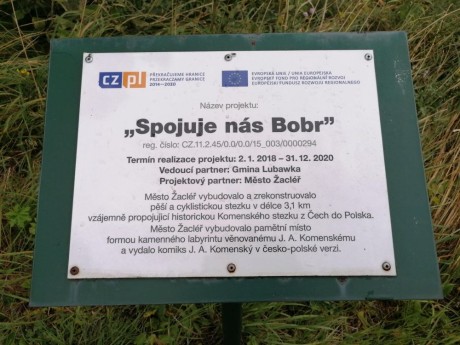 cz pl
PŘEKRAČUJEME HRANICE
PRZEKRACZAMY GRANICE
2014—2020
EVROPSKÁ UNIE / UNIA EUROPEJSKA
EVROPSKÝ FOND PRO REGIONÁLNÍ ROZVOJ
EUROPEJSKI FUNDUSZ ROZWOJU REGIONALNEGO
Název projektu:
„Spojuje nás Bobr”
reg. číslo: CZ.11.2.45/0.0/0.0/15_003/0000294
Termín realizace projektu: 2. 1. 2018 – 31. 12. 2020
Vedoucí partner: Gmina Lubawka
Projektový partner: Město Žacléř
Město Žacléř vybudovalo a zrekonstruovalo
pěší a cyklistickou stezku v délce 3,1 km
vzájemně propojující historickou Komenského stezku z Čech do Polska.
Město Žacléř vybudovalo pamětní místo
formou kamenného labyrintu věnovanému J. A. Komenskému
a vydalo komiks J. A. Komenský v česko-polské verzi.